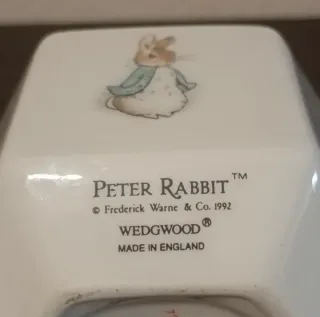 PETER RABBIT™
© Frederick Warne & Co. 1992
WEDGWOOD®
MADE IN ENGLAND